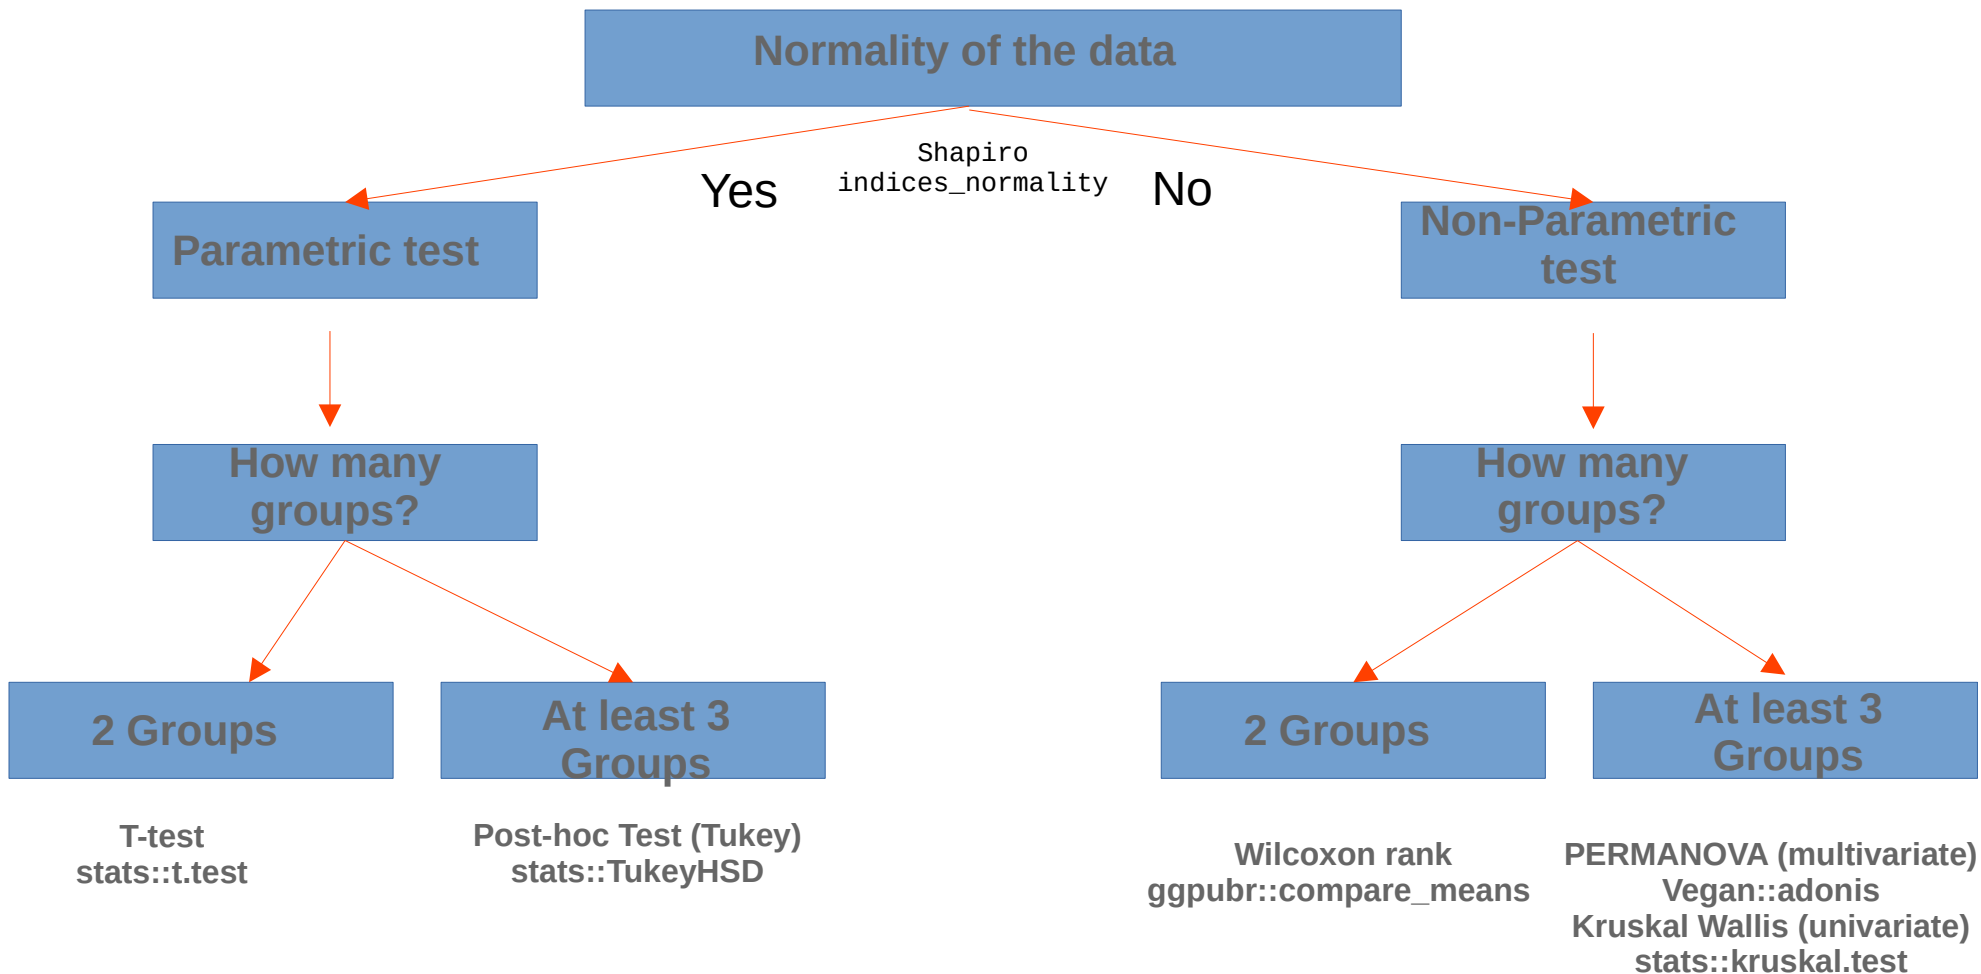 Normality of the data
Shapiro
indices_normality
Yes
No
Parametric test
Non-Parametric
test
How many
groups?
How many
groups?
2 Groups
At least 3
Groups
2 Groups
At least 3
Groups
T-test
stats::t.test
Post-hoc Test (Tukey)
stats::TukeyHSD
Wilcoxon rank
ggpubr::compare_means
PERMANOVA (multivariate)
Vegan::adonis
Kruskal Wallis (univariate)
stats::kruskal.test